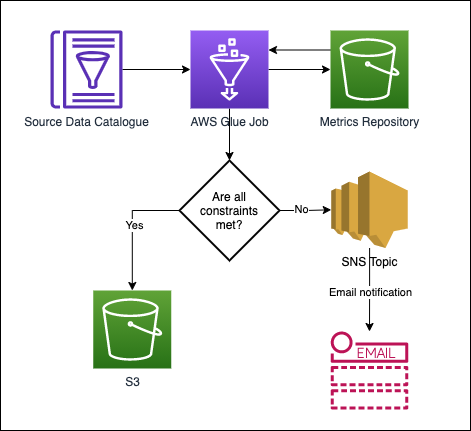 Source Data Catalogue
AWS Glue Job
Metrics Repository
Are all
constraints
met?
Yes
No
SNS Topic
Email notification
S3
EMAIL